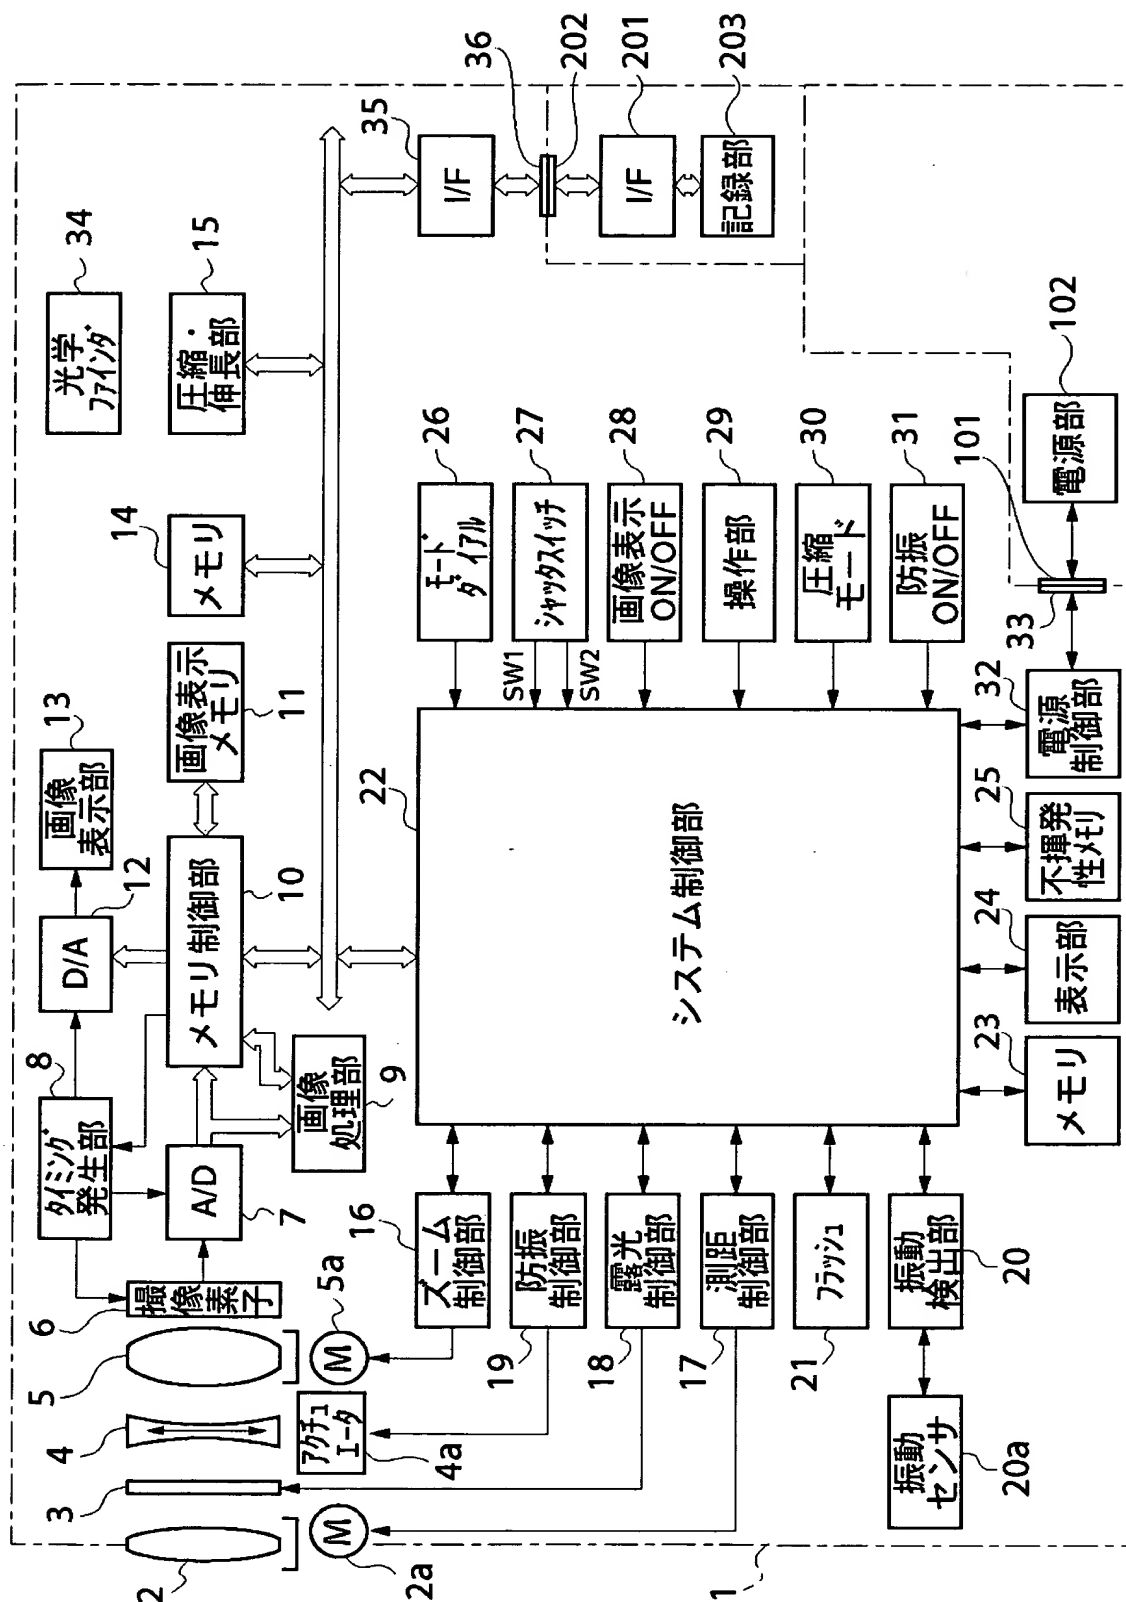 光学
ファインダ
34
圧縮・
伸長部
15
メモリ
14
画像表示
メモリ
11
画像
表示部
13
D/A
12
メモリ制御部
10
タイミング
発生部
8
A/D
7
画像
処理部
9
撮像素子
6
5
4
3
2
M
5a
アクチュ
エータ
4a
M
2a
1
35
I/F
36
202
I/F
201
記録部
203
システム制御部
22
モード
ダイアル
26
シャッタスイッチ
27
SW1
SW2
画像表示
ON/OFF
28
操作部
29
圧縮
モード
30
防振
ON/OFF
31
ズーム
制御部
16
防振
制御部
19
露光
制御部
18
測距
制御部
17
フラッシュ
21
振動
検出部
20
振動
センサ
20a
メモリ
23
表示部
24
不揮発
性メモリ
25
電源
制御部
32
33
101
電源部
102